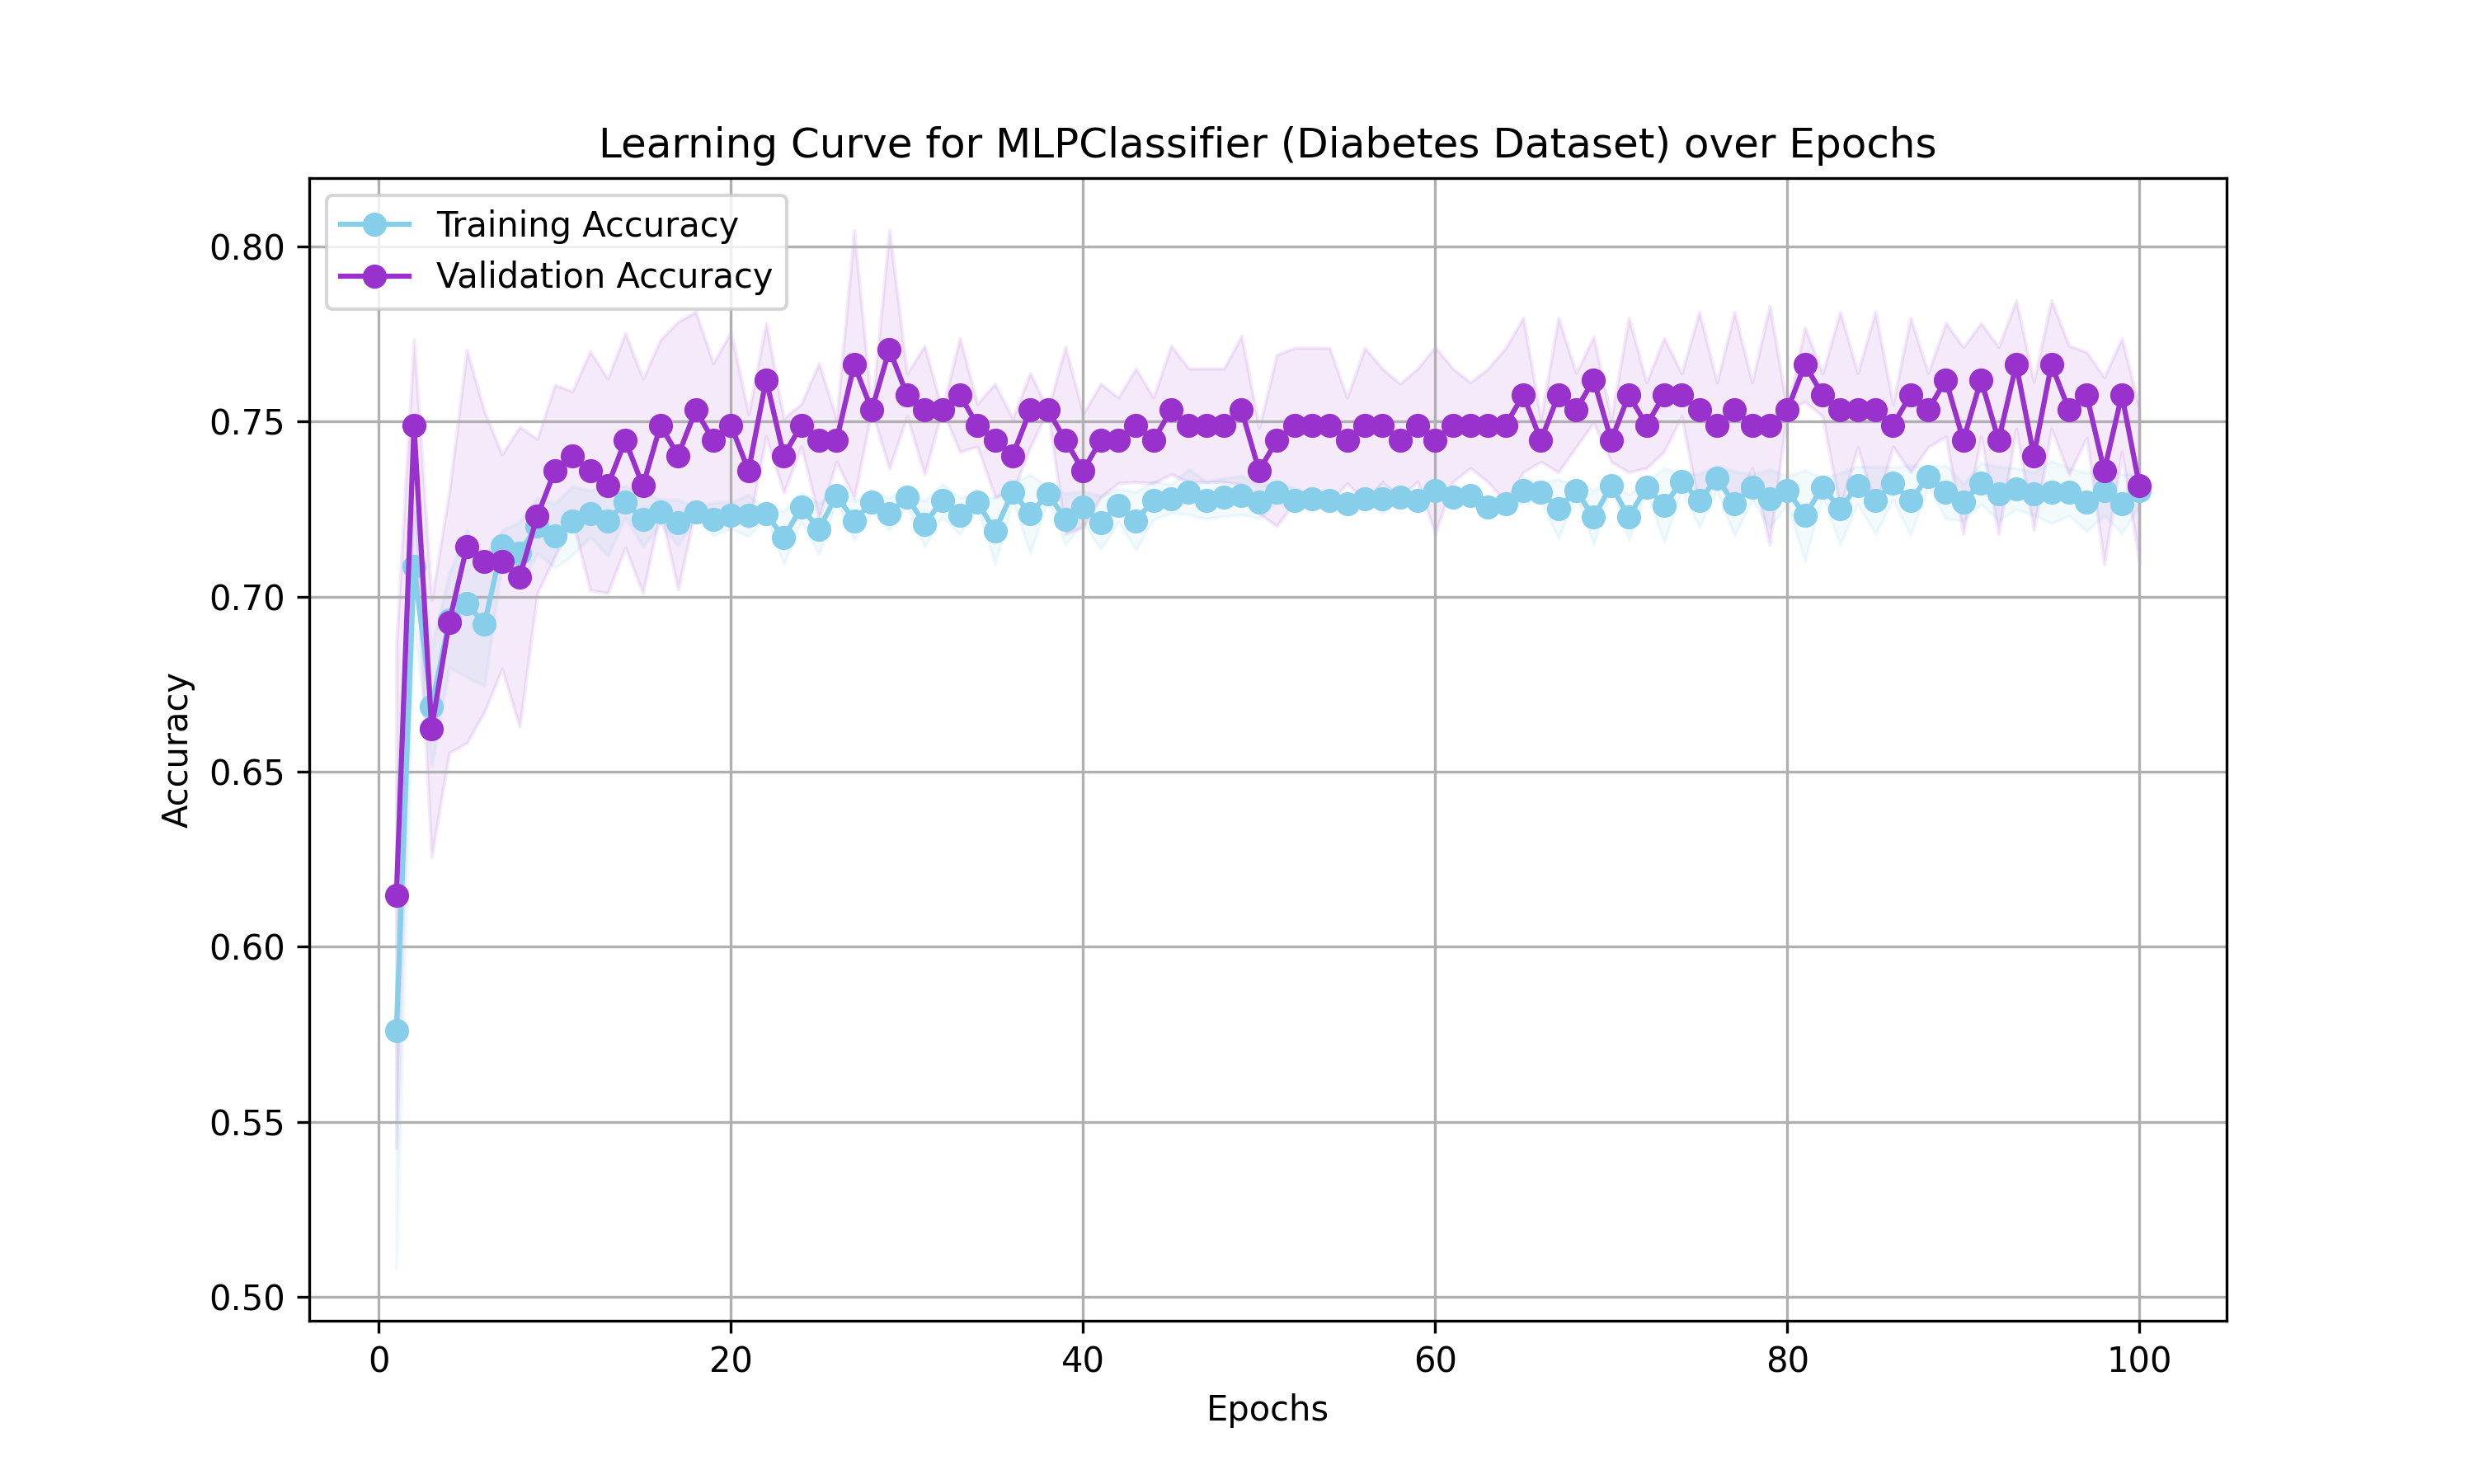 Learning Curve for MLPClassifier (Diabetes Dataset) over Epochs
Training Accuracy
Validation Accuracy
Accuracy
0.80
0.75
0.70
0.65
0.60
0.55
0.50
0 20 40 60 80 100
Epochs